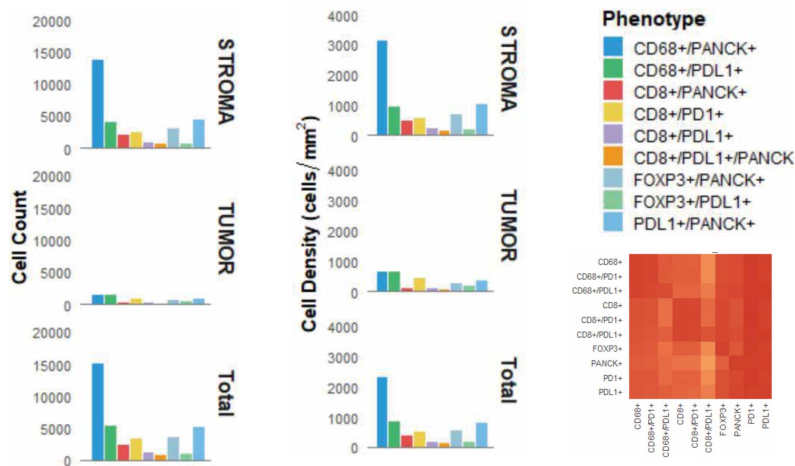 Cell Count
20000
15000
10000
5000
0
STROMA
20000
15000
10000
5000
0
TUMOR
20000
15000
10000
5000
0
Total
Cell Density (cells/mm²)
4000
3000
2000
1000
0
STROMA
4000
3000
2000
1000
0
TUMOR
4000
3000
2000
1000
0
Total
Phenotype
CD68+/PANCK+
CD68+/PDL1+
CD8+/PANCK+
CD8+/PD1+
CD8+/PDL1+
CD8+/PDL1+/PANCK
FOXP3+/PANCK+
FOXP3+/PDL1+
PDL1+/PANCK+
CD68+
CD68+/PD1+
CD68+/PDL1+
CD8+
CD8+/PD1+
CD8+/PDL1+
FOXP3+
PANCK+
PD1+
PDL1+
CD68+
CD68+/PD1+
CD68+/PDL1+
CD8+
CD8+/PD1+
CD8+/PDL1+
FOXP3+
PANCK+
PD1+
PDL1+